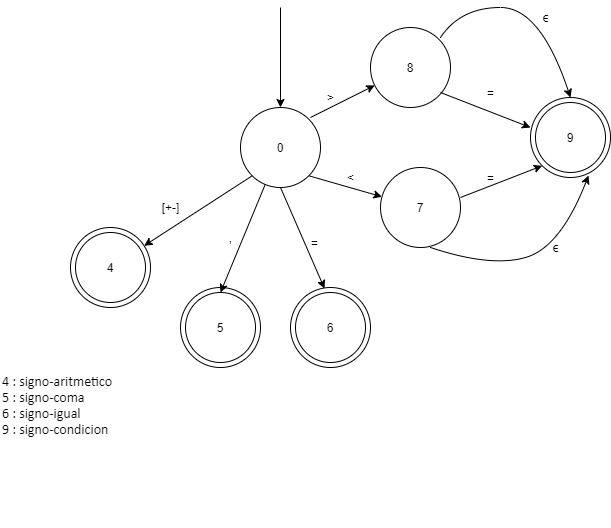 ϵ
8
>
=
9
0
<
=
7
[+-]
,
=
ϵ
4
5
6
4 : signo-aritmetico
5 : signo-coma
6 : signo-igual
9 : signo-condicion